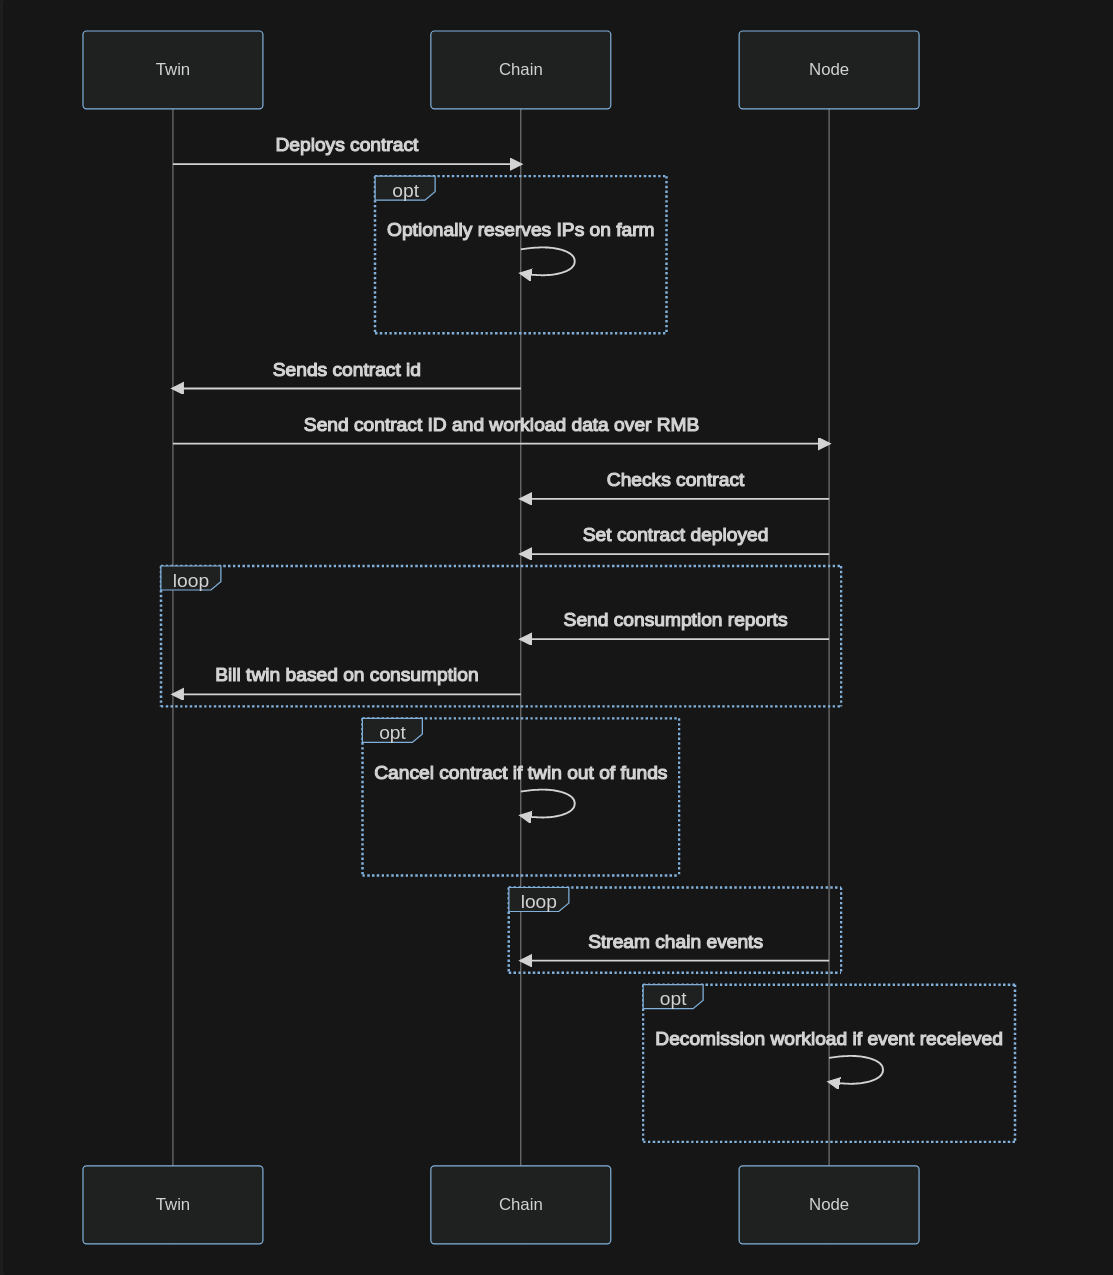 Twin
Chain
Node
Deploys contract
opt
Optionally reserves IPs on farm
Sends contract id
Send contract ID and workload data over RMB
Checks contract
Set contract deployed
loop
Send consumption reports
Bill twin based on consumption
opt
Cancel contract if twin out of funds
loop
Stream chain events
opt
Decomission workload if event receieved
Twin
Chain
Node